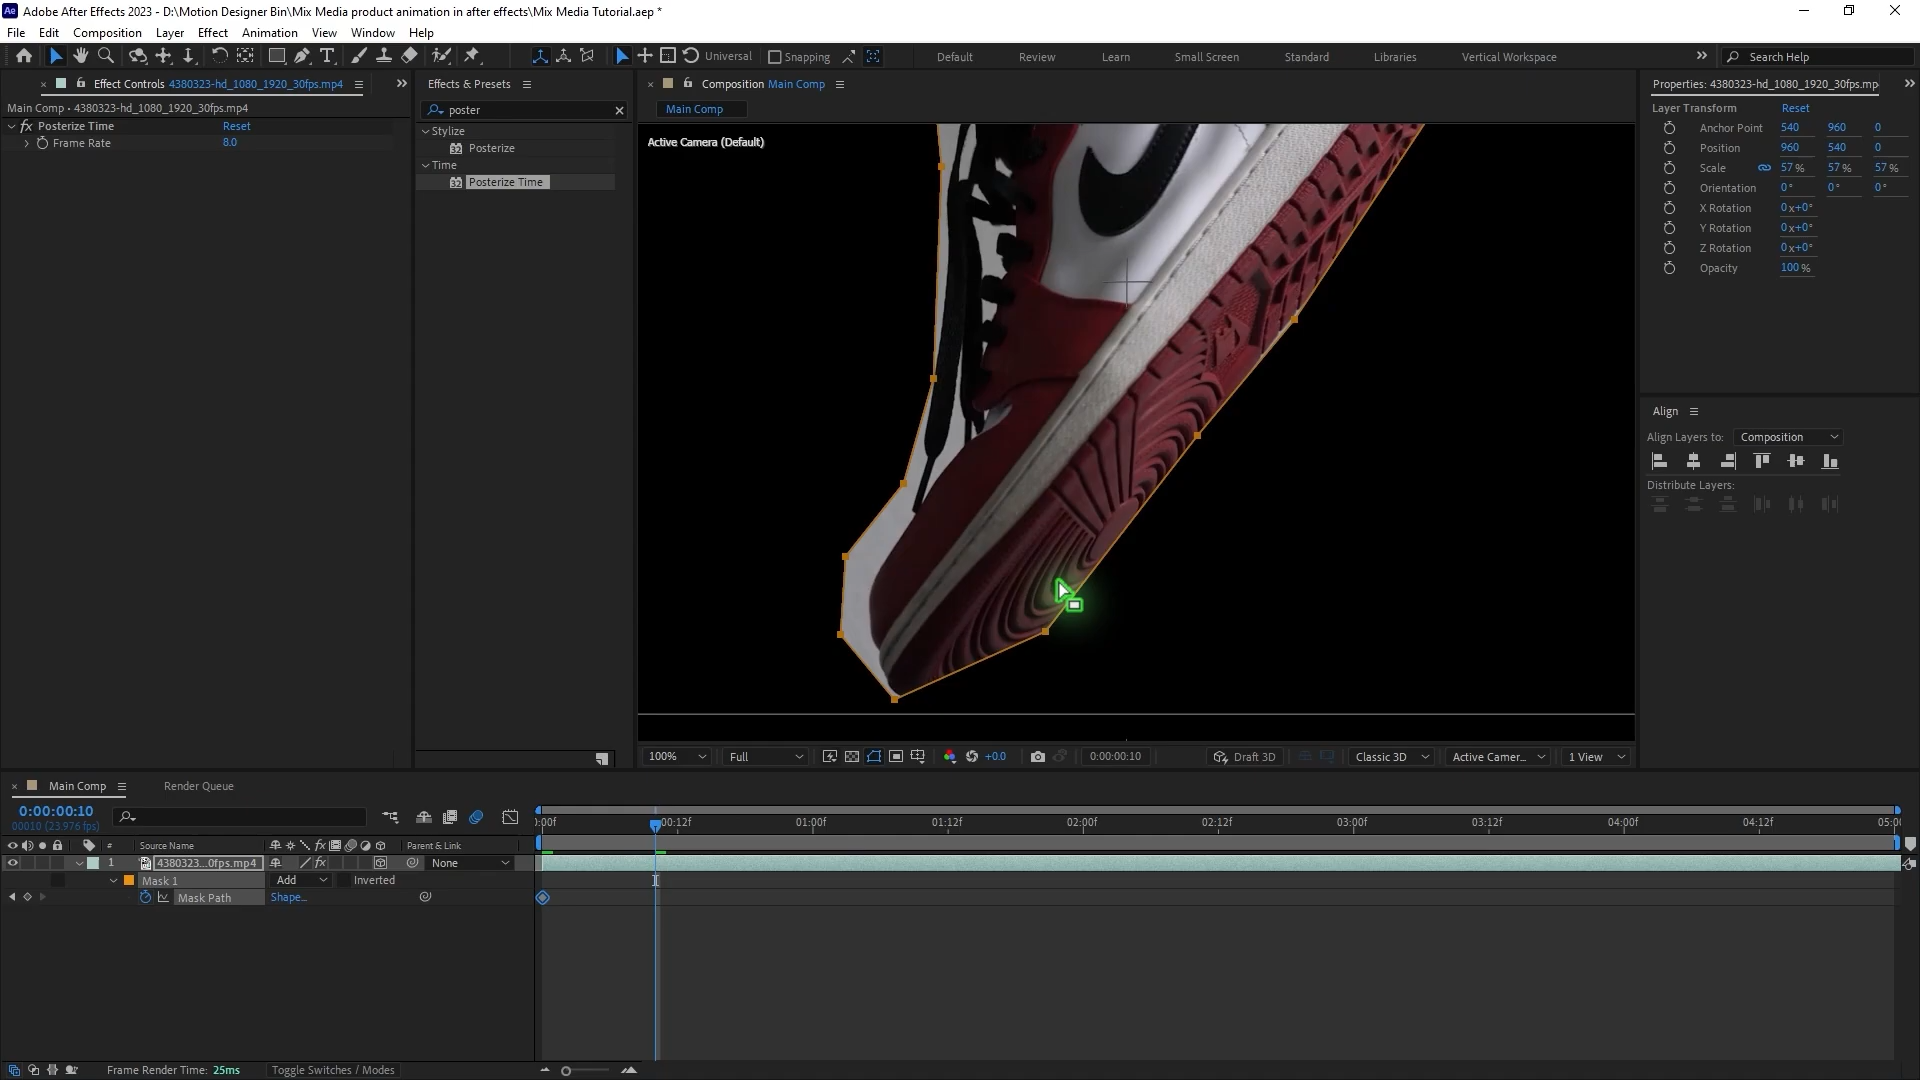 Adobe After Effects 2023 - D:\Motion Designer Bin\Mix Media product animation in after effects\Mix Media Tutorial.aep *
File Edit Composition Layer Effect Animation View Window Help
Universal Snapping Default Review Learn Small Screen Standard Libraries Vertical Workspace Search Help
Effect Controls 4380323-hd_1080_1920_30fps.mp4
Main Comp • 4380323-hd_1080_1920_30fps.mp4
fx Posterize Time Reset
Frame Rate 8.0
Effects & Presets
poster
Stylize
Posterize
Time
Posterize Time
Composition Main Comp
Main Comp
Active Camera (Default)
100% Full +0.0 0:00:00:10 Draft 3D Classic 3D Active Camer... 1 View
Properties: 4380323-hd_1080_1920_30fps.mp
Layer Transform Reset
Anchor Point 540 960 0
Position 960 540 0
Scale 57 % 57 % 57 %
Orientation 0° 0° 0°
X Rotation 0x+0°
Y Rotation 0x+0°
Z Rotation 0x+0°
Opacity 100 %
Align
Align Layers to: Composition
Distribute Layers:
Main Comp Render Queue
0:00:00:10
00010 (23.976 fps)
:00f 00:12f 01:00f 01:12f 02:00f 02:12f 03:00f 03:12f 04:00f 04:12f 05:00
# Source Name fx Parent & Link
1 4380323...0fps.mp4 fx None
Mask 1 Add Inverted
Mask Path Shape...
Frame Render Time: 25ms Toggle Switches / Modes